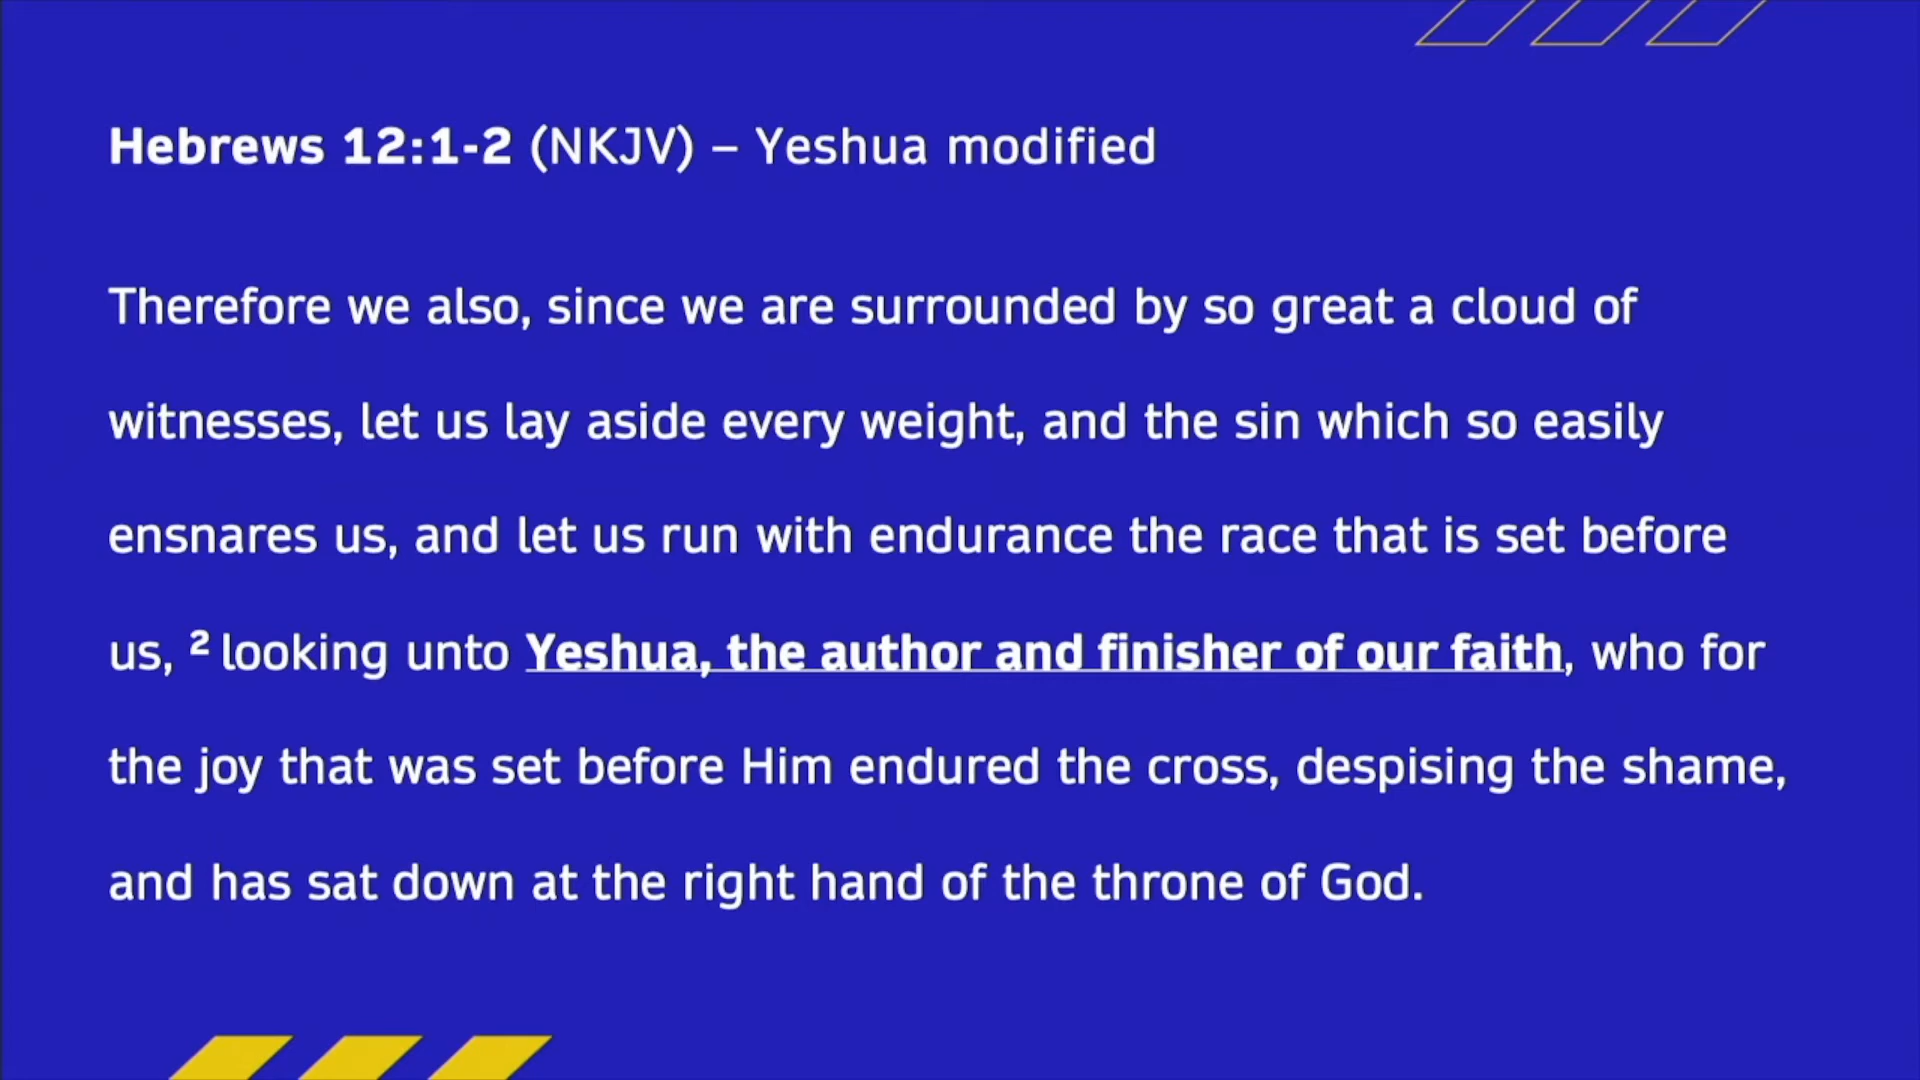 Hebrews 12:1-2 (NKJV) – Yeshua modified
Therefore we also, since we are surrounded by so great a cloud of
witnesses, let us lay aside every weight, and the sin which so easily
ensnares us, and let us run with endurance the race that is set before
us, ² looking unto Yeshua, the author and finisher of our faith, who for
the joy that was set before Him endured the cross, despising the shame,
and has sat down at the right hand of the throne of God.